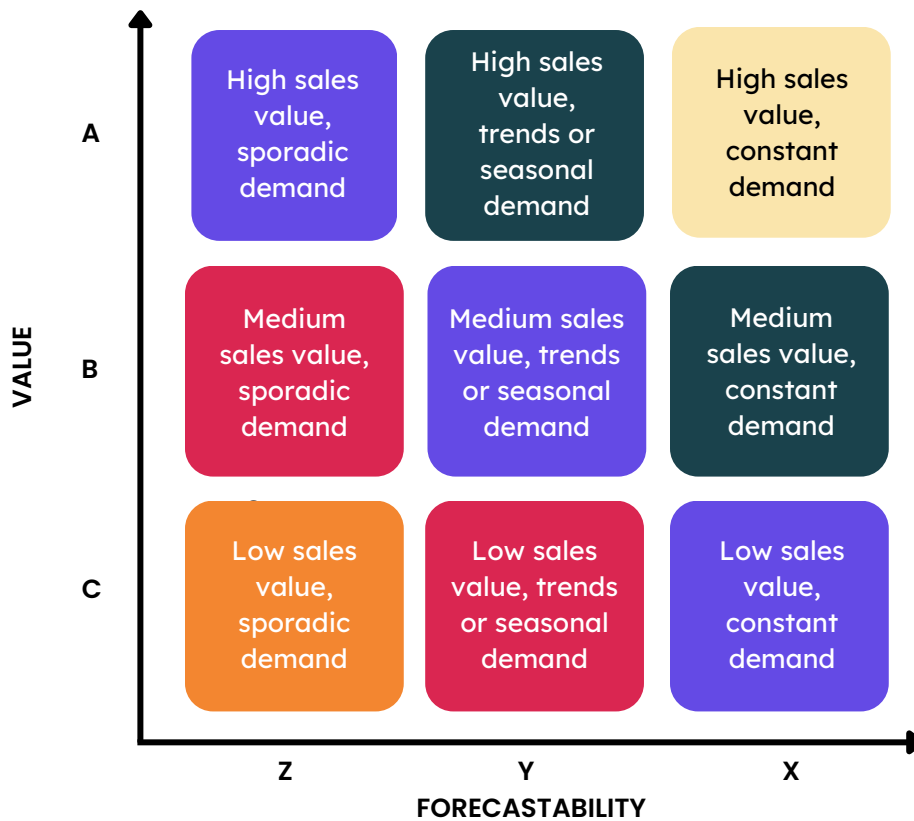 A
High sales
value,
sporadic
demand
High sales
value,
trends or
seasonal
demand
High sales
value,
constant
demand
VALUE
B
Medium
sales value,
sporadic
demand
Medium sales
value, trends
or seasonal
demand
Medium
sales value,
constant
demand
C
Low sales
value,
sporadic
demand
Low sales
value, trends
or seasonal
demand
Low sales
value,
constant
demand
Z
Y
X
FORECASTABILITY